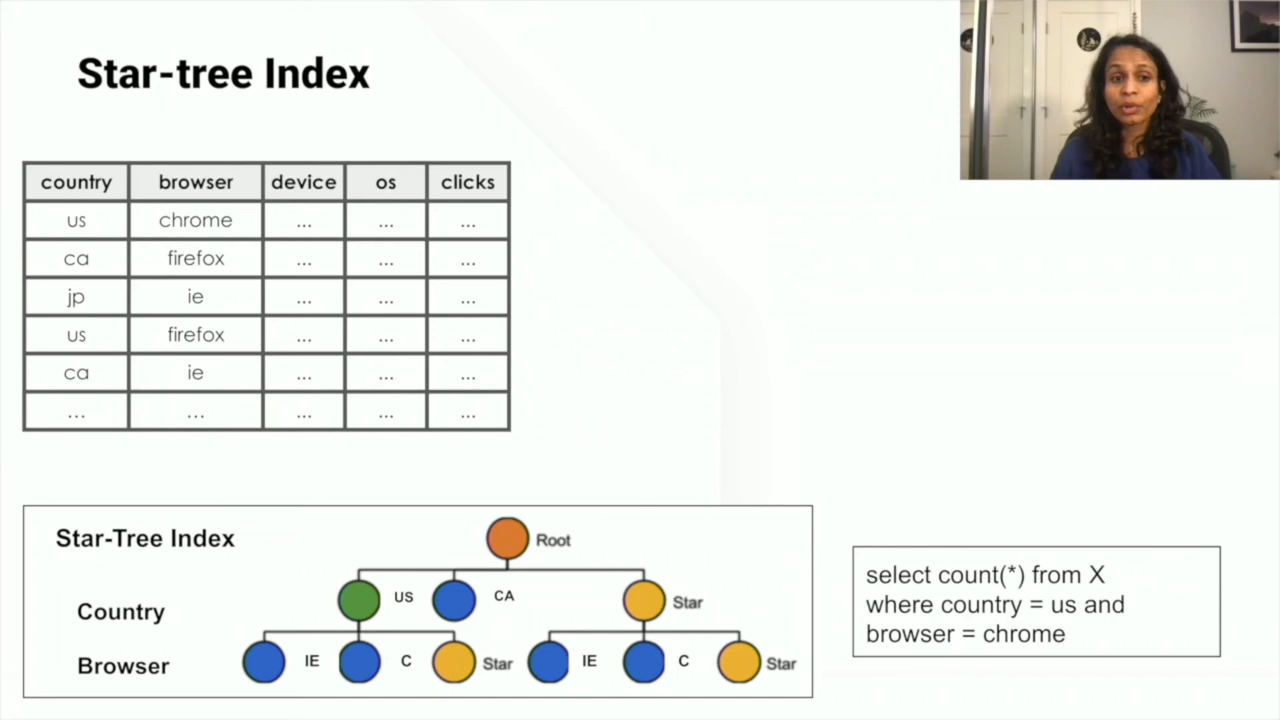 Star-tree Index
country browser device os clicks
us chrome ... ... ...
ca firefox ... ... ...
jp ie ... ... ...
us firefox ... ... ...
ca ie ... ... ...
... ... ... ... ...
Star-Tree Index
Root
Country
US CA Star
Browser
IE C Star IE C Star
select count(*) from X
where country = us and
browser = chrome